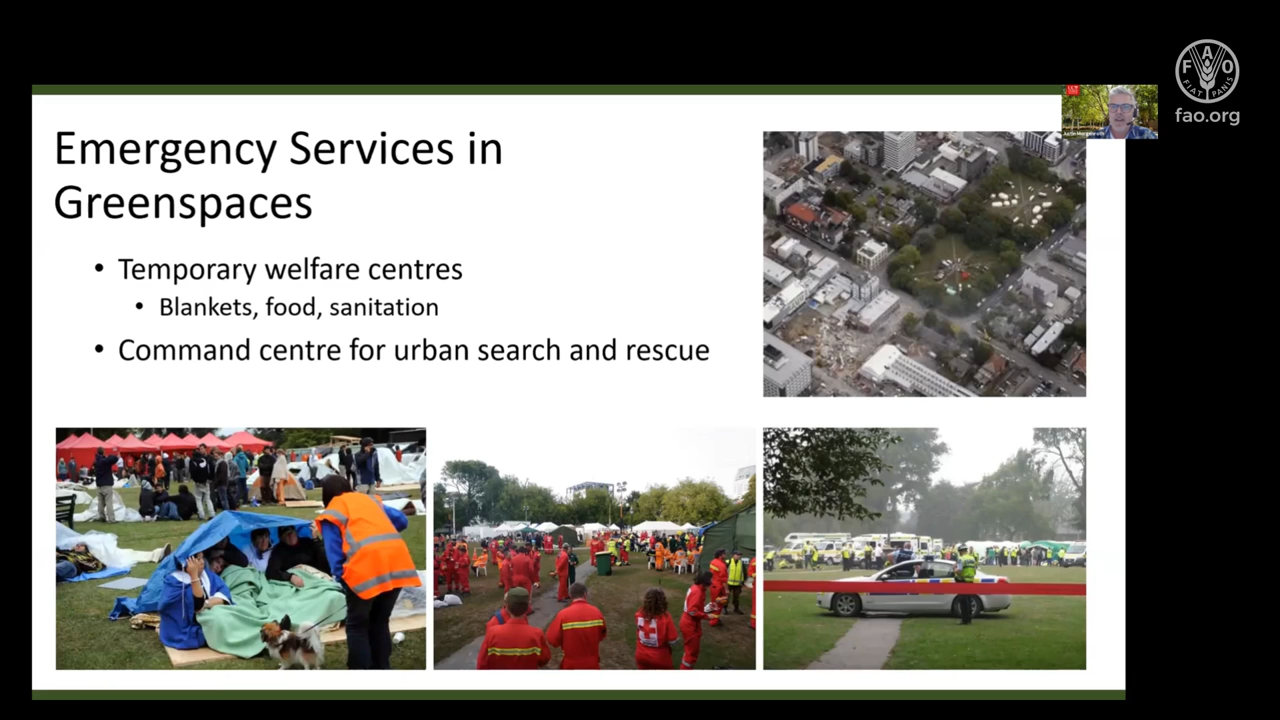 FAO
FIAT PANIS
fao.org
Emergency Services in
Greenspaces
• Temporary welfare centres
• Blankets, food, sanitation
• Command centre for urban search and rescue